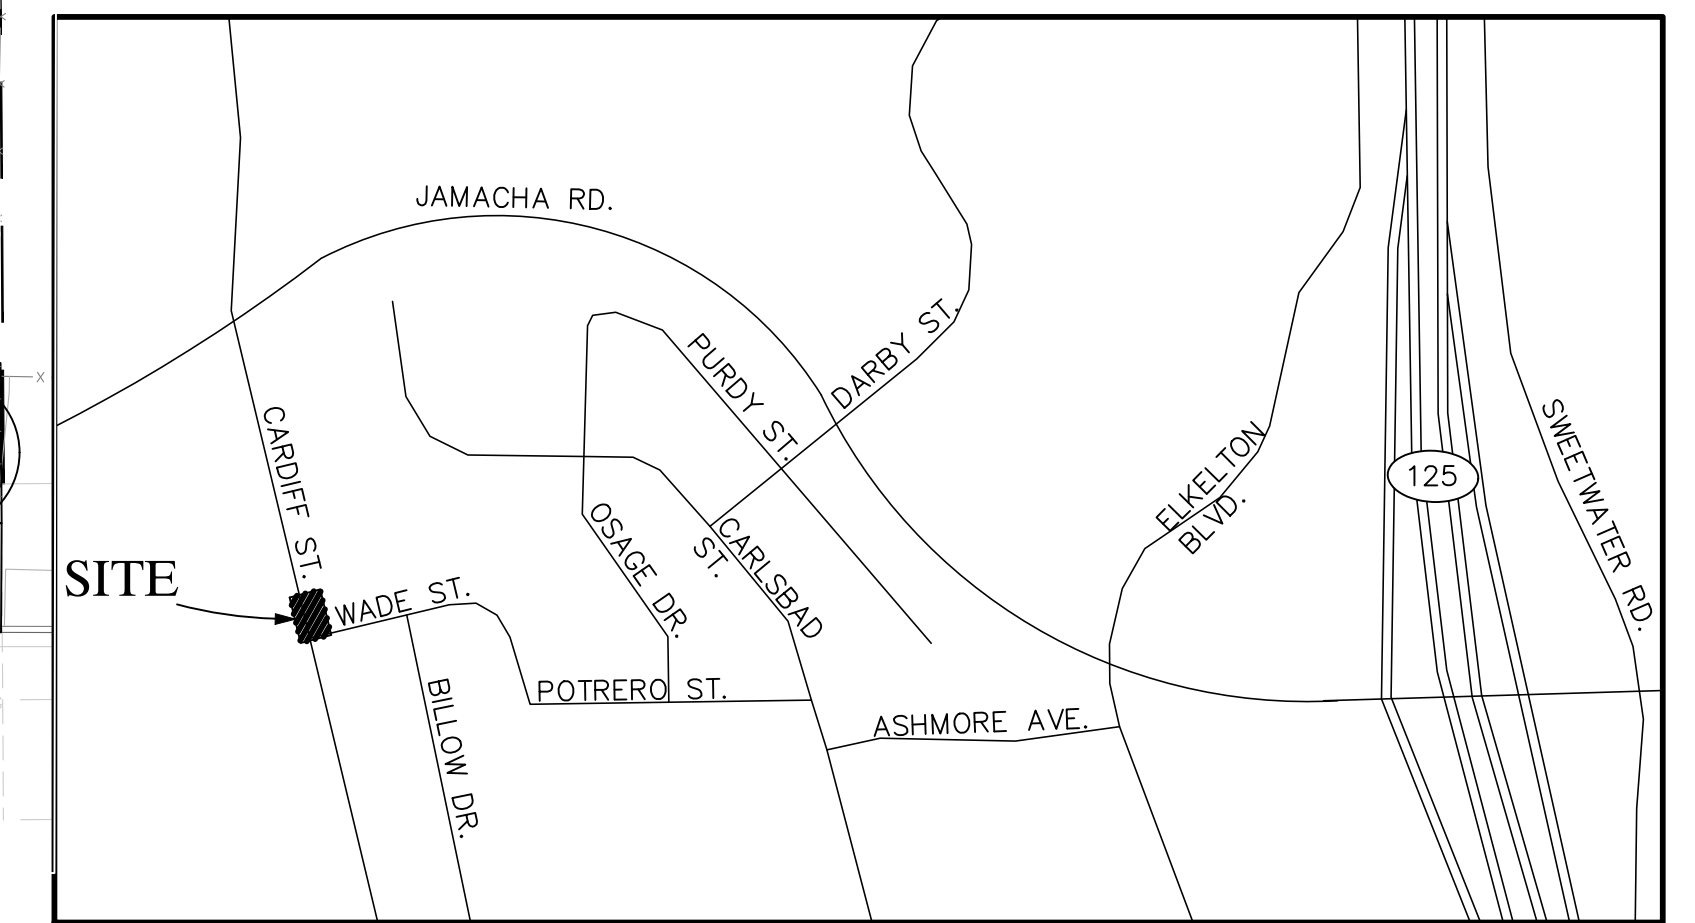 JAMACHA RD.
DARBY ST.
PURDY ST.
CARDIFF ST.
SWEETWATER RD.
ELKELTON
BLVD.
125
OSAGE DR.
CARLSBAD
ST.
SITE
WADE ST.
POTRERO ST.
BILLOW DR.
ASHMORE AVE.
X